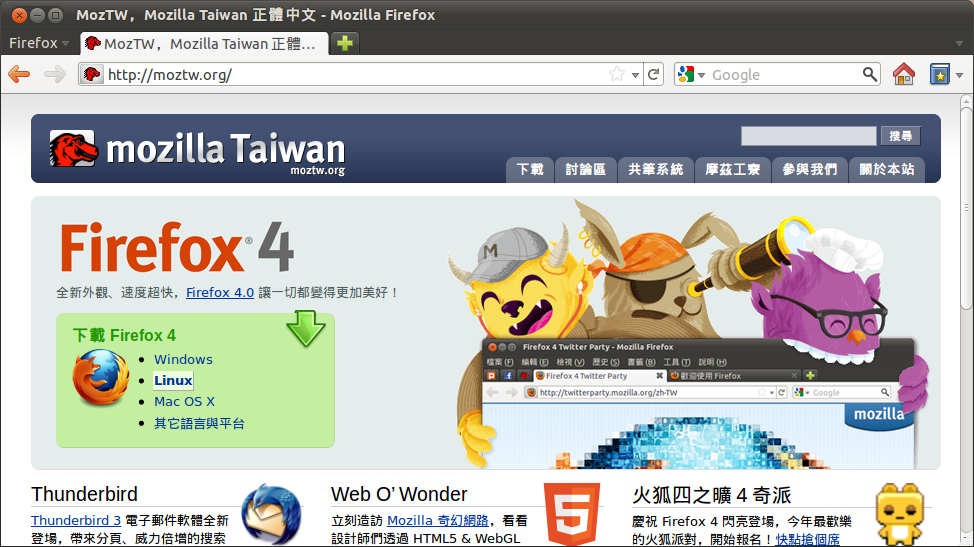 MozTW，Mozilla Taiwan 正體中文 - Mozilla Firefox
Firefox
MozTW，Mozilla Taiwan 正體...
http://moztw.org/
Google
mozilla Taiwan
moztw.org
搜尋
下載 討論區 共筆系統 摩茲工寮 參與我們 關於本站
Firefox® 4
全新外觀、速度超快，Firefox 4.0 讓一切都變得更加美好！
下載 Firefox 4
Windows
Linux
Mac OS X
其它語言與平台
M
Firefox 4 Twitter Party - Mozilla Firefox
檔案(F) 編輯(E) 檢視(V) 歷史(S) 書籤(B) 工具(T) 說明(H)
Firefox 4 Twitter Party 歡迎使用 Firefox
http://twitterparty.mozilla.org/zh-TW
Google
mozilla
Thunderbird
Thunderbird 3 電子郵件軟體全新
登場，帶來分頁、威力倍增的搜索
Web O’ Wonder
立刻造訪 Mozilla 奇幻網路，看看
設計師們透過 HTML5 & WebGL
5
火狐四之曠 4 奇派
慶祝 Firefox 4 閃亮登場，今年最歡樂
的火狐派對，開始報名！快點搶個席